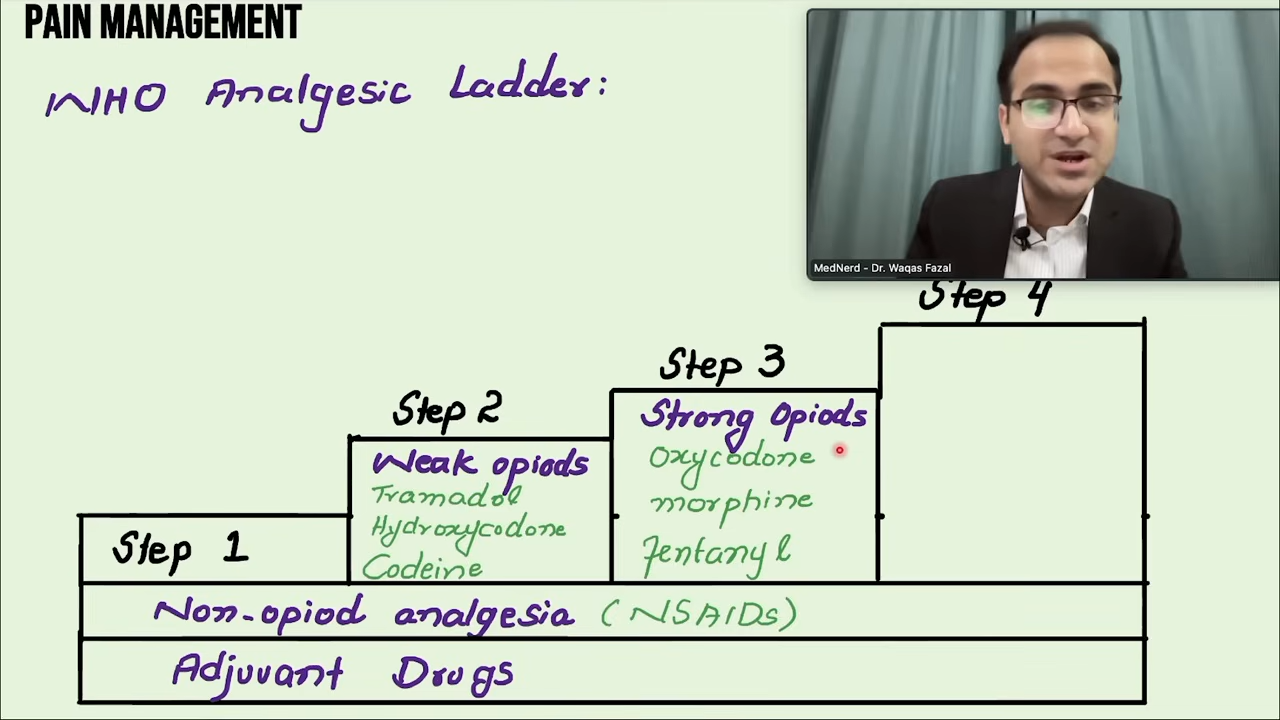 PAIN MANAGEMENT
WHO Analgesic Ladder:
MedNerd - Dr. Waqas Fazal
Step 4
Step 3
Strong Opiods
Oxycodone
morphine
Fentanyl
Step 2
Weak opiods
Tramadol
Hydroxycodone
Codeine
Step 1
Non-opiod analgesia (NSAIDs)
Adjuvant Drugs